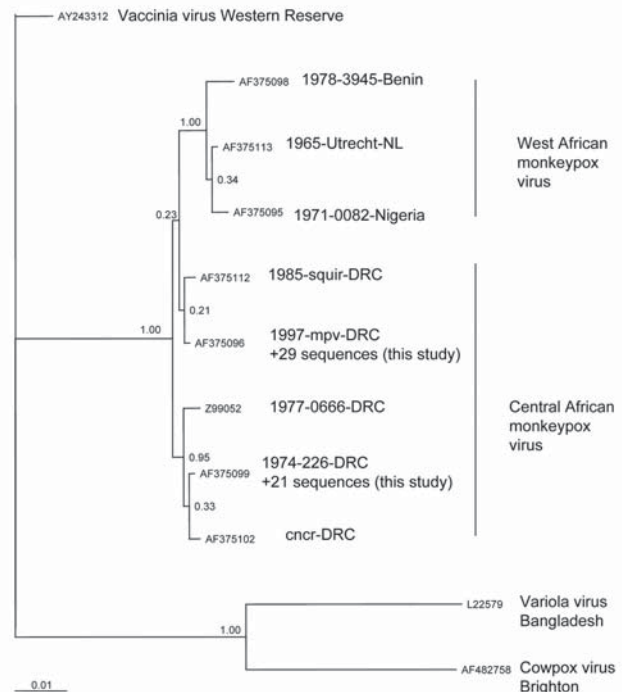 AY243312 Vaccinia virus Western Reserve
AF375098 1978-3945-Benin
1.00
West African
monkeypox
virus
AF375113 1965-Utrecht-NL
0.34
AF375095 1971-0082-Nigeria
0.23
AF375112 1985-squir-DRC
0.21
1.00
AF375096 1997-mpv-DRC
+29 sequences (this study)
Z99052 1977-0666-DRC
Central African
monkeypox
virus
0.95
AF375099 1974-226-DRC
+21 sequences (this study)
0.33
AF375102 cncr-DRC
L22579 Variola virus
Bangladesh
1.00
AF482758 Cowpox virus
Brighton
0.01